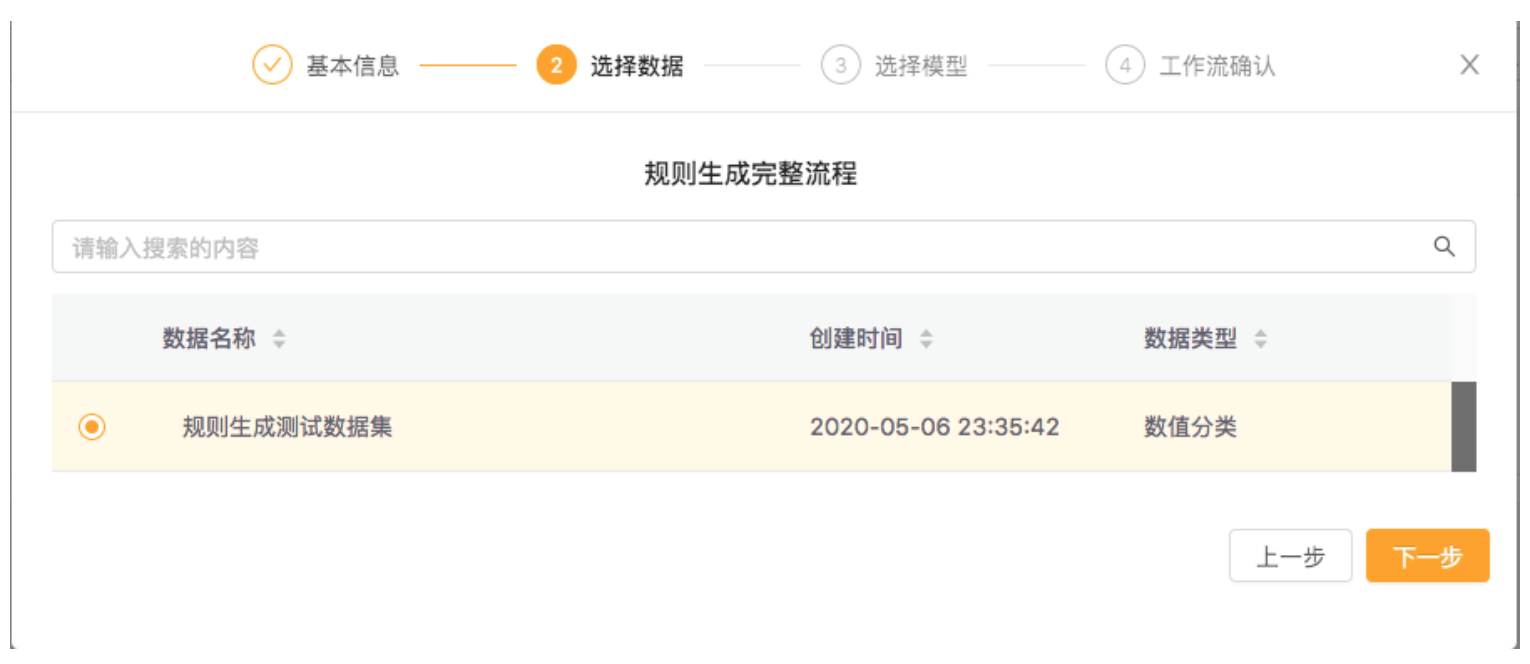 基本信息 2 选择数据 3 选择模型 4 工作流确认 X
规则生成完整流程
请输入搜索的内容
数据名称 创建时间 数据类型
规则生成测试数据集 2020-05-06 23:35:42 数值分类
上一步 下一步